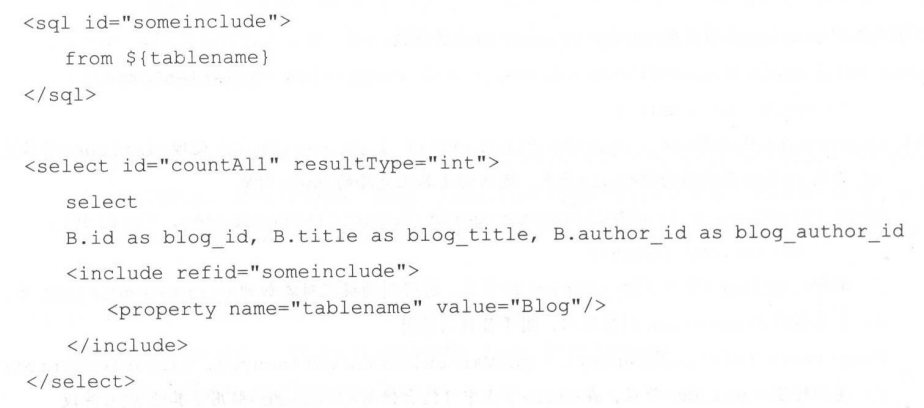 <sql id="someinclude">
from ${tablename}
</sql>
<select id="countAll" resultType="int">
select
B.id as blog_id, B.title as blog_title, B.author_id as blog_author_id
<include refid="someinclude">
<property name="tablename" value="Blog"/>
</include>
</select>